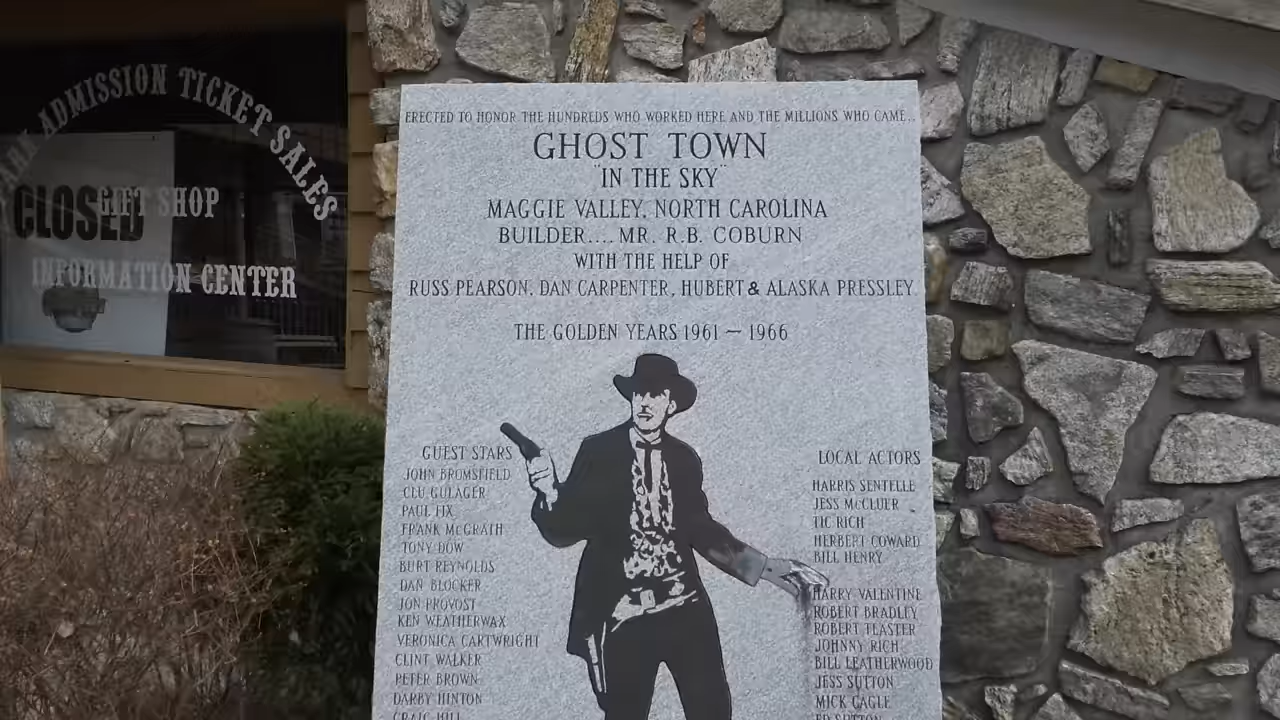 ADMISSION TICKET SALES
CLOSED
GIFT SHOP
INFORMATION CENTER
ERECTED TO HONOR THE HUNDREDS WHO WORKED HERE AND THE MILLIONS WHO CAME...
GHOST TOWN
"IN THE SKY"
MAGGIE VALLEY, NORTH CAROLINA
BUILDER.... MR. R.B. COBURN
WITH THE HELP OF
RUSS PEARSON, DAN CARPENTER, HUBERT & ALASKA PRESSLEY
THE GOLDEN YEARS 1961 — 1966
GUEST STARS
JOHN BROMSFIELD
CLU GULAGER
PAUL FIX
FRANK McGRATH
TONY DOW
BURT REYNOLDS
DAN BLOCKER
JON PROVOST
KEN WEATHERWAX
VERONICA CARTWRIGHT
CLINT WALKER
PETER BROWN
DARBY HINTON
CRAIG HILL
LOCAL ACTORS
HARRIS SENTELLE
JESS McCLUER
TIC RICH
HERBERT COWARD
BILL HENRY
HARRY VALENTINE
ROBERT BRADLEY
ROBERT TEASTER
JOHNNY RICH
BILL LEATHERWOOD
JESS SUTTON
MICK CAGLE
ED SUTTON